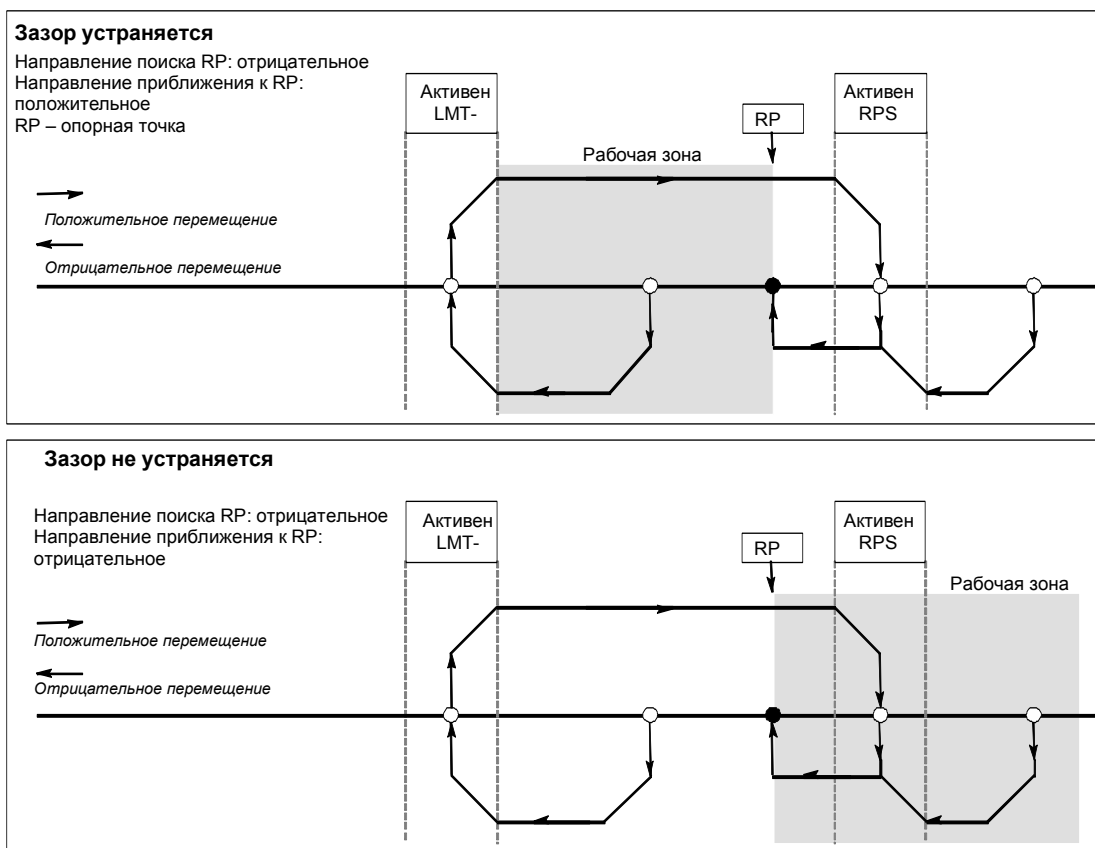 Зазор устраняется
Направление поиска RP: отрицательное
Направление приближения к RP:
положительное
RP – опорная точка
Активен
LMT-
RP
Активен
RPS
Рабочая зона
Положительное перемещение
Отрицательное перемещение
Зазор не устраняется
Направление поиска RP: отрицательное
Направление приближения к RP:
отрицательное
Активен
LMT-
RP
Активен
RPS
Рабочая зона
Положительное перемещение
Отрицательное перемещение